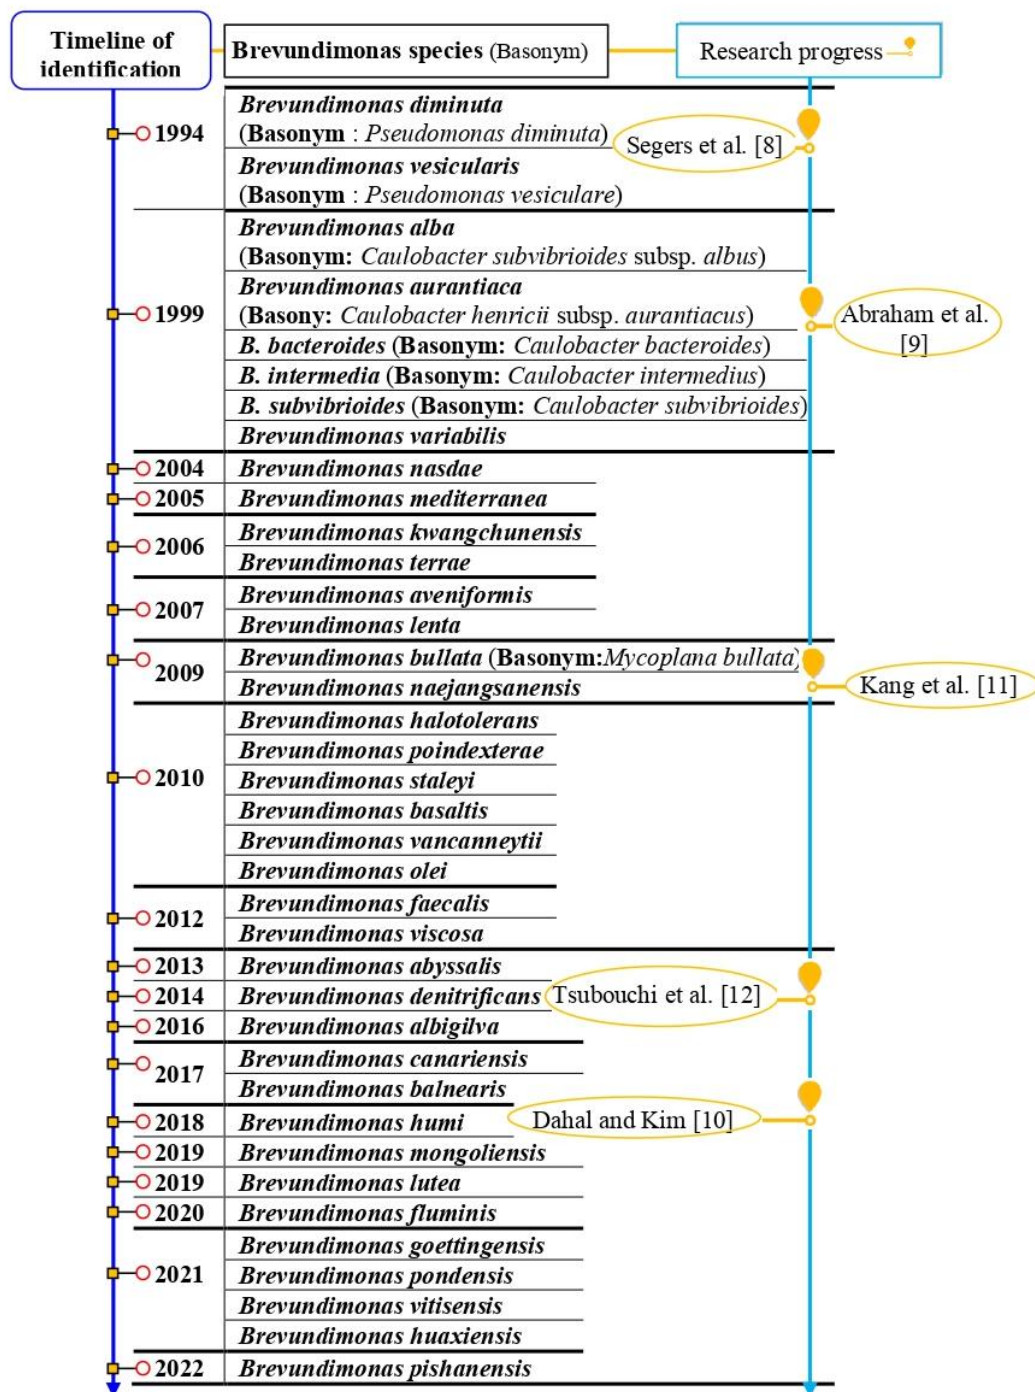 Timeline of
identification
Brevundimonas species (Basonym)
Research progress
1994
Brevundimonas diminuta
(Basonym : Pseudomonas diminuta)
Segers et al. [8]
Brevundimonas vesicularis
(Basonym : Pseudomonas vesiculare)
1999
Brevundimonas alba
(Basonym: Caulobacter subvibrioides subsp. albus)
Brevundimonas aurantiaca
(Basony: Caulobacter henricii subsp. aurantiacus)
Abraham et al.
[9]
B. bacteroides (Basonym: Caulobacter bacteroides)
B. intermedia (Basonym: Caulobacter intermedius)
B. subvibrioides (Basonym: Caulobacter subvibrioides)
Brevundimonas variabilis
2004 Brevundimonas nasdae
2005 Brevundimonas mediterranea
2006
Brevundimonas kwangchunensis
Brevundimonas terrae
2007
Brevundimonas aveniformis
Brevundimonas lenta
2009
Brevundimonas bullata (Basonym:Mycoplana bullata)
Brevundimonas naejangsanensis
Kang et al. [11]
2010
Brevundimonas halotolerans
Brevundimonas poindexterae
Brevundimonas staleyi
Brevundimonas basaltis
Brevundimonas vancanneytii
Brevundimonas olei
2012
Brevundimonas faecalis
Brevundimonas viscosa
2013 Brevundimonas abyssalis
2014 Brevundimonas denitrificans
Tsubouchi et al. [12]
2016 Brevundimonas albigilva
2017
Brevundimonas canariensis
Brevundimonas balnearis
2018 Brevundimonas humi
Dahal and Kim [10]
2019 Brevundimonas mongoliensis
2019 Brevundimonas lutea
2020 Brevundimonas fluminis
2021
Brevundimonas goettingensis
Brevundimonas pondensis
Brevundimonas vitisensis
Brevundimonas huaxiensis
2022 Brevundimonas pishanensis